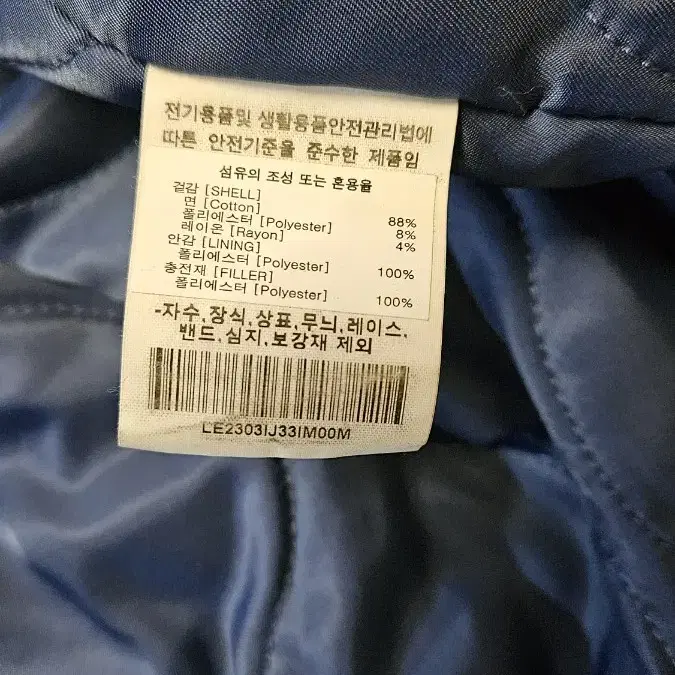 전기용품및 생활용품안전관리법에
따른 안전기준을 준수한 제품임
섬유의 조성 또는 혼용율
겉감 [SHELL]
면 [Cotton] 88%
폴리에스터 [Polyester] 8%
레이온 [Rayon] 4%
안감 [LINING]
폴리에스터 [Polyester] 100%
충전재 [FILLER]
폴리에스터 [Polyester] 100%
-자수,장식,상표,무늬,레이스,
밴드,심지,보강재 제외
LE2303IJ33IM00M